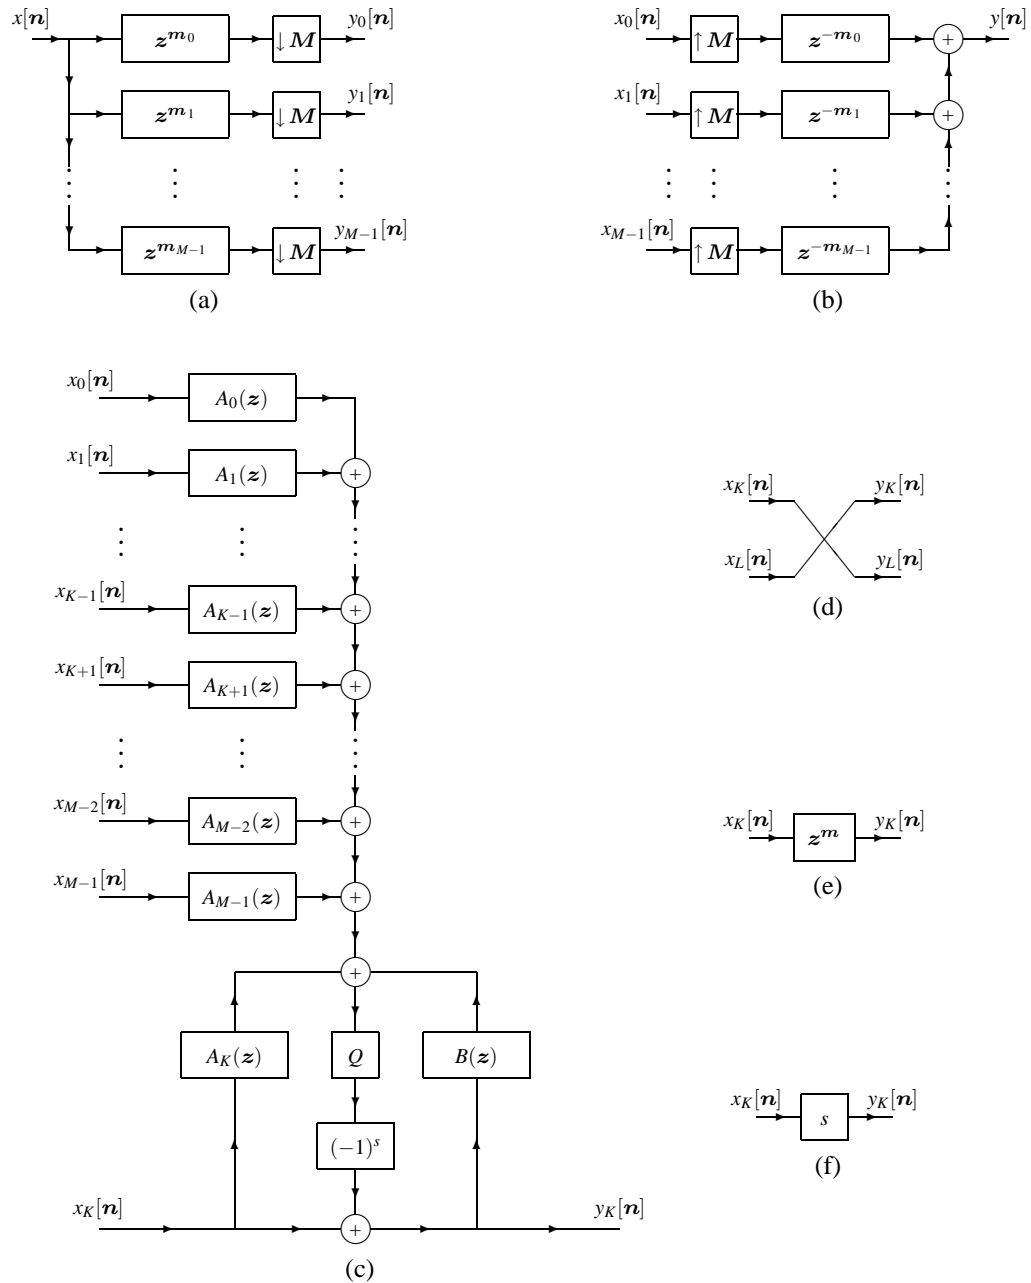 x[n]
z^{m_0}
↓M
y_0[n]
z^{m_1}
↓M
y_1[n]
z^{m_{M−1}}
↓M
y_{M−1}[n]
(a)
x_0[n]
↑M
z^{−m_0}
+
y[n]
x_1[n]
↑M
z^{−m_1}
+
x_{M−1}[n]
↑M
z^{−m_{M−1}}
(b)
x_0[n]
A_0(z)
x_1[n]
A_1(z)
+
x_{K−1}[n]
A_{K−1}(z)
+
x_{K+1}[n]
A_{K+1}(z)
+
x_{M−2}[n]
A_{M−2}(z)
+
x_{M−1}[n]
A_{M−1}(z)
+
+
A_K(z)
Q
B(z)
(−1)^s
x_K[n]
+
y_K[n]
(c)
x_K[n]
y_K[n]
x_L[n]
y_L[n]
(d)
x_K[n]
z^m
y_K[n]
(e)
x_K[n]
s
y_K[n]
(f)